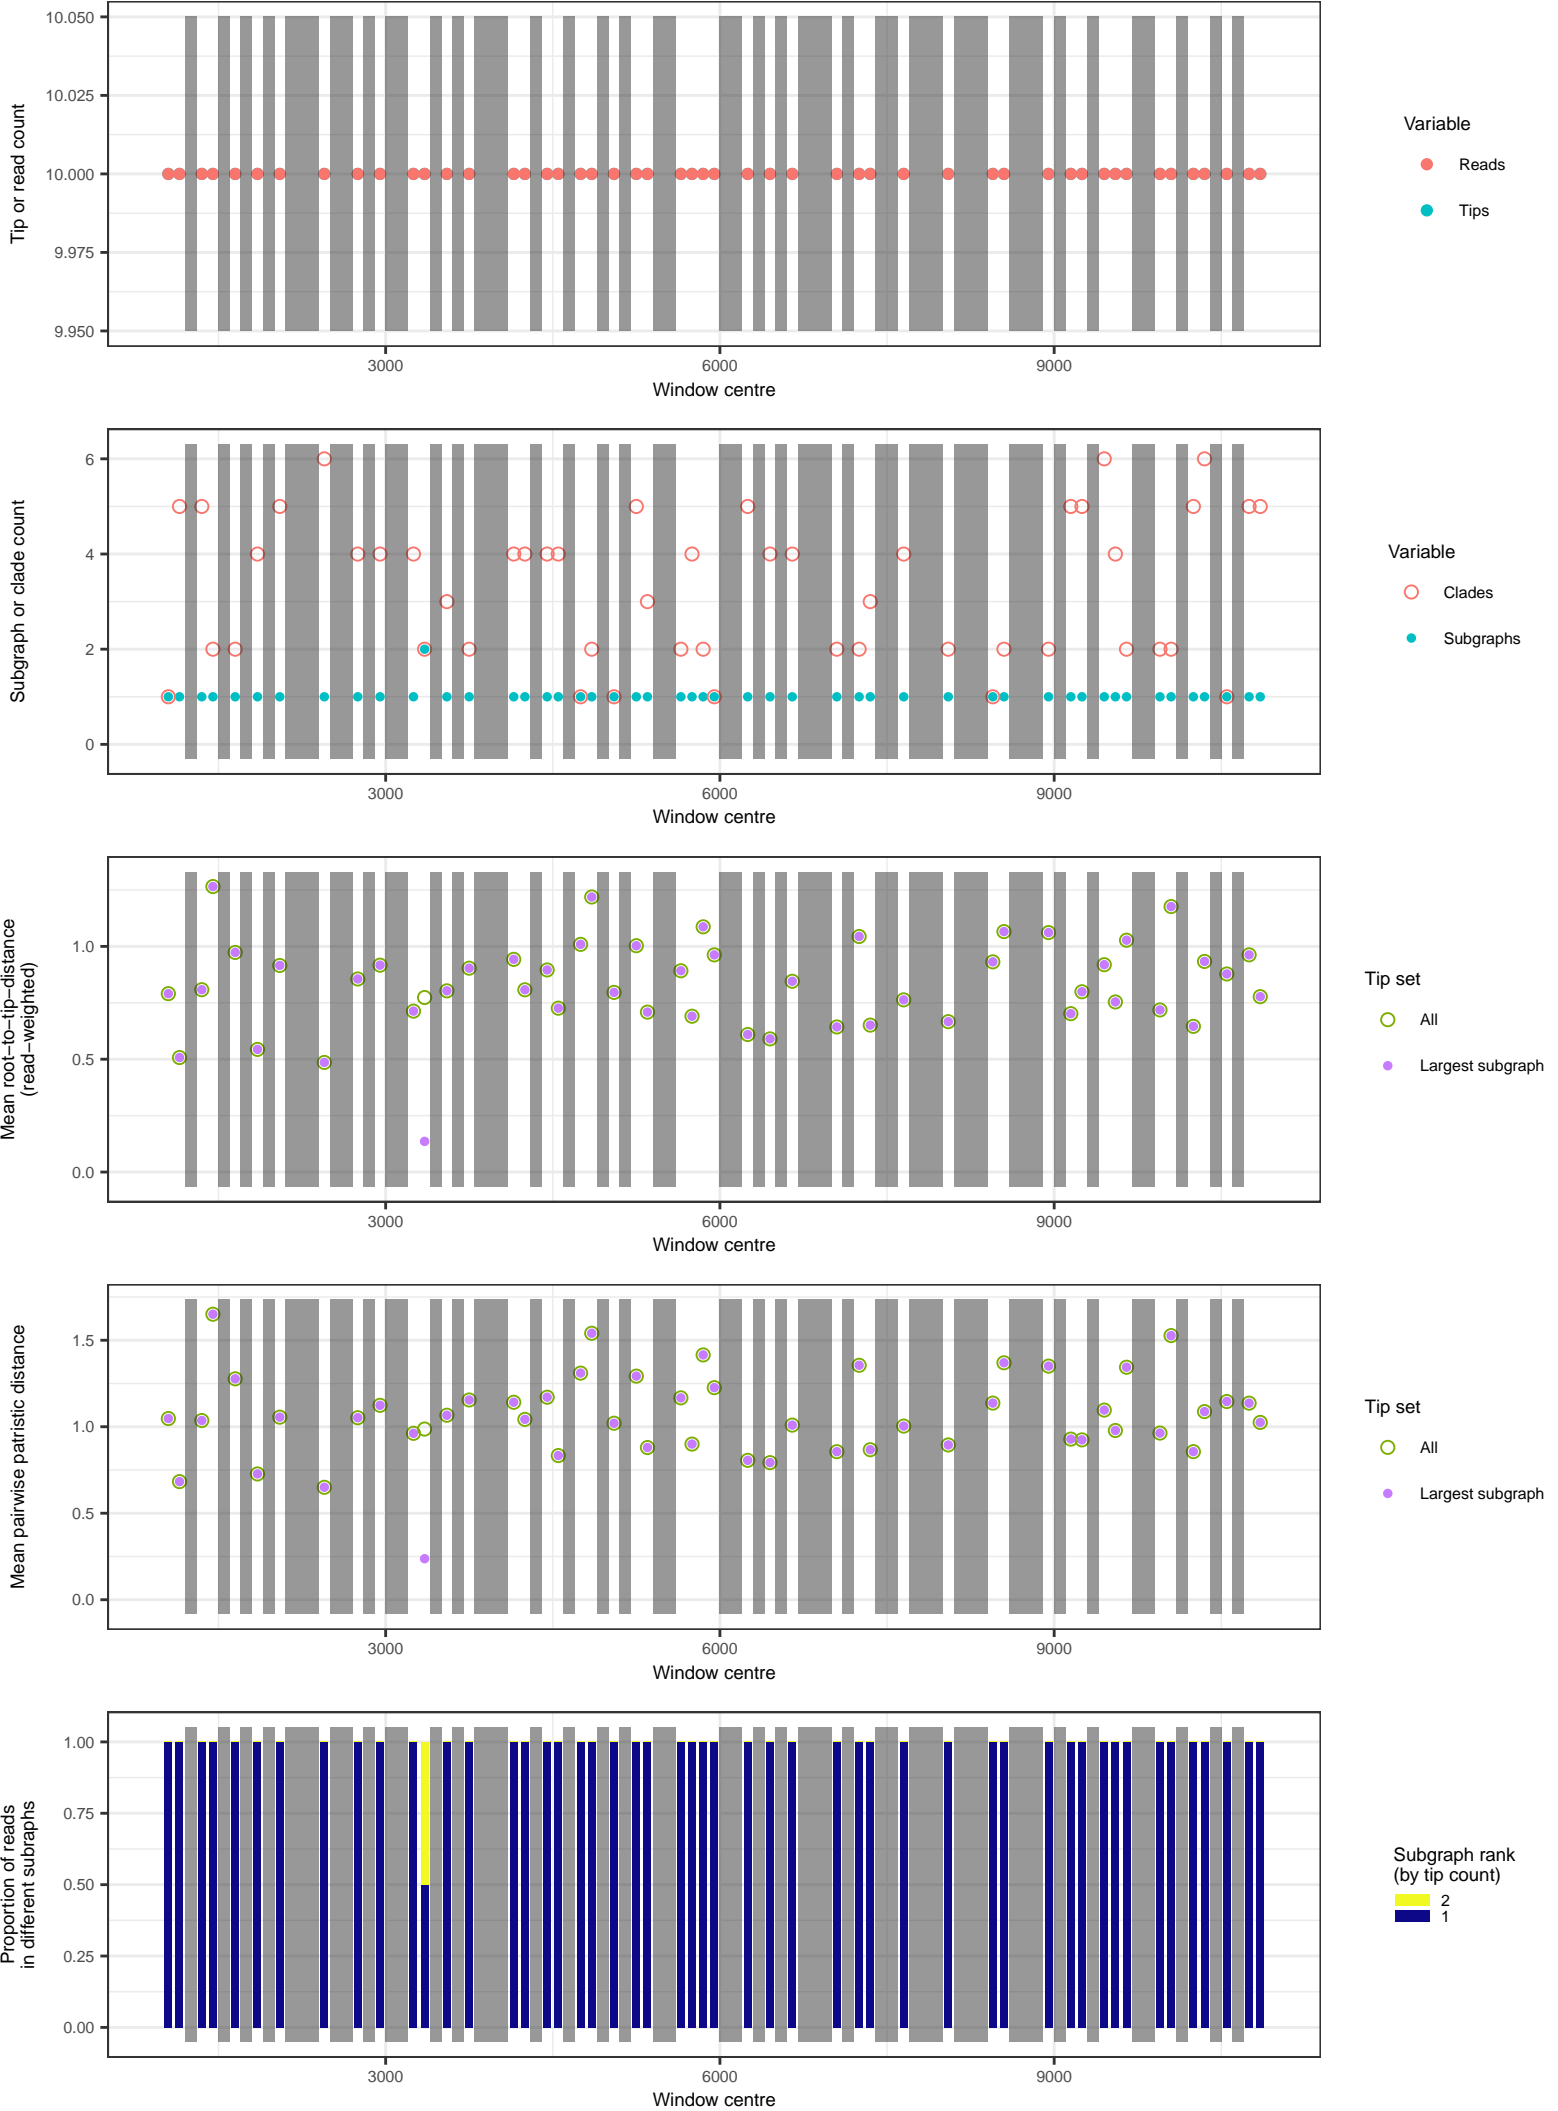 10.050
10.025
10.000
9.975
9.950
Tip or read count
3000 6000 9000
Window centre
Variable
Reads
Tips
6
4
2
0
Subgraph or clade count
3000 6000 9000
Window centre
Variable
Clades
Subgraphs
1.0
0.5
0.0
Mean root−to−tip−distance
(read−weighted)
3000 6000 9000
Window centre
Tip set
All
Largest subgraph
1.5
1.0
0.5
0.0
Mean pairwise patristic distance
3000 6000 9000
Window centre
Tip set
All
Largest subgraph
1.00
0.75
0.50
0.25
0.00
Proportion of reads
in different subraphs
3000 6000 9000
Window centre
Subgraph rank
(by tip count)
2
1